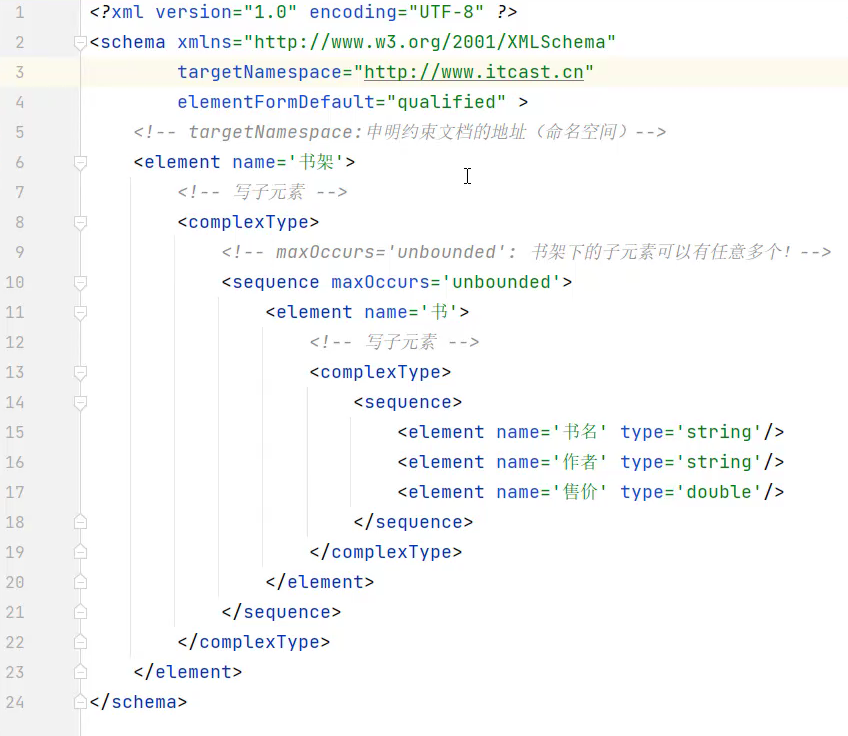 1 <?xml version="1.0" encoding="UTF-8" ?>
2 <schema xmlns="http://www.w3.org/2001/XMLSchema"
3         targetNamespace="http://www.itcast.cn"
4         elementFormDefault="qualified" >
5     <!-- targetNamespace:申明约束文档的地址（命名空间）-->
6     <element name='书架'>
7         <!-- 写子元素 -->
8         <complexType>
9             <!-- maxOccurs='unbounded': 书架下的子元素可以有任意多个！-->
10             <sequence maxOccurs='unbounded'>
11                 <element name='书'>
12                     <!-- 写子元素 -->
13                     <complexType>
14                         <sequence>
15                             <element name='书名' type='string'/>
16                             <element name='作者' type='string'/>
17                             <element name='售价' type='double'/>
18                         </sequence>
19                     </complexType>
20                 </element>
21             </sequence>
22         </complexType>
23     </element>
24 </schema>